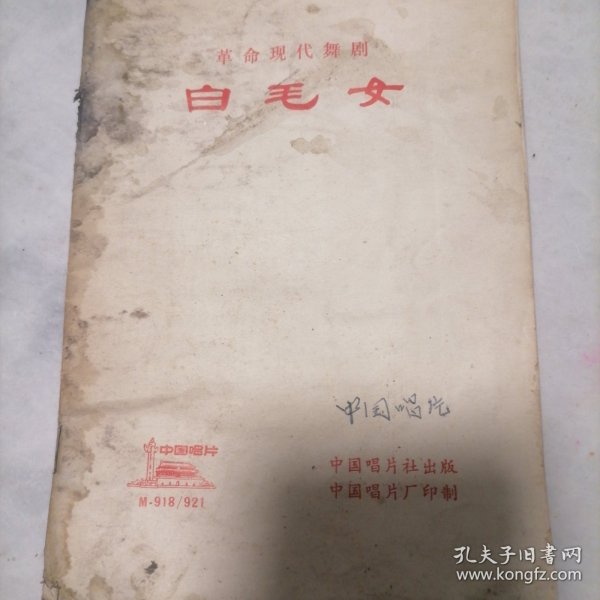 革命现代舞剧
白毛女
中国唱片
中国唱片
M-918/921
中国唱片社出版
中国唱片厂印制
孔夫子旧书网
www.kongfz.com